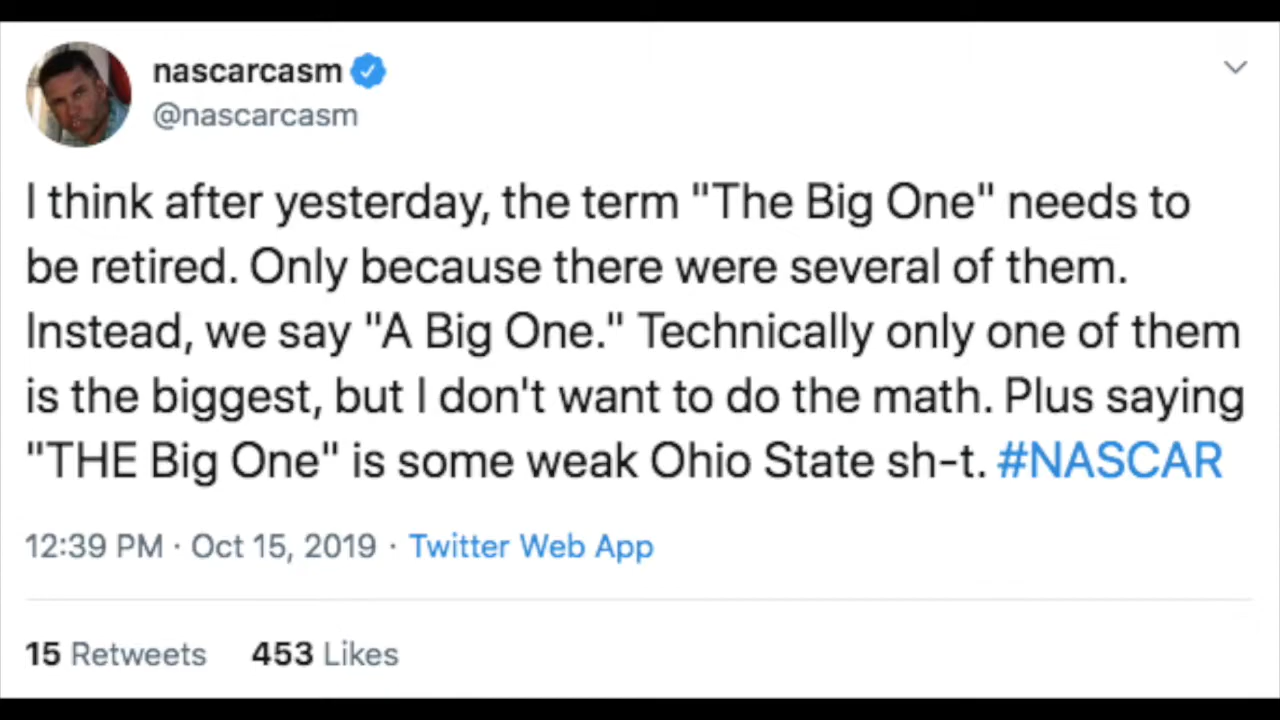 nascarcasm
@nascarcasm
I think after yesterday, the term "The Big One" needs to
be retired. Only because there were several of them.
Instead, we say "A Big One." Technically only one of them
is the biggest, but I don't want to do the math. Plus saying
"THE Big One" is some weak Ohio State sh-t. #NASCAR
12:39 PM · Oct 15, 2019 · Twitter Web App
15 Retweets 453 Likes